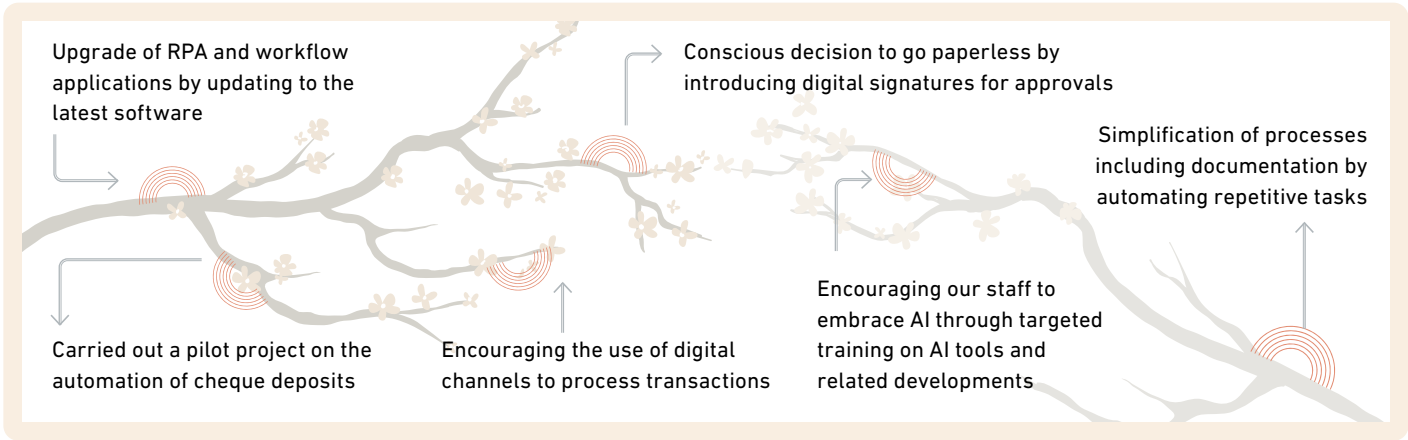 Upgrade of RPA and workflow
applications by updating to the
latest software
Conscious decision to go paperless by
introducing digital signatures for approvals
Simplification of processes
including documentation by
automating repetitive tasks
Carried out a pilot project on the
automation of cheque deposits
Encouraging the use of digital
channels to process transactions
Encouraging our staff to
embrace AI through targeted
training on AI tools and
related developments